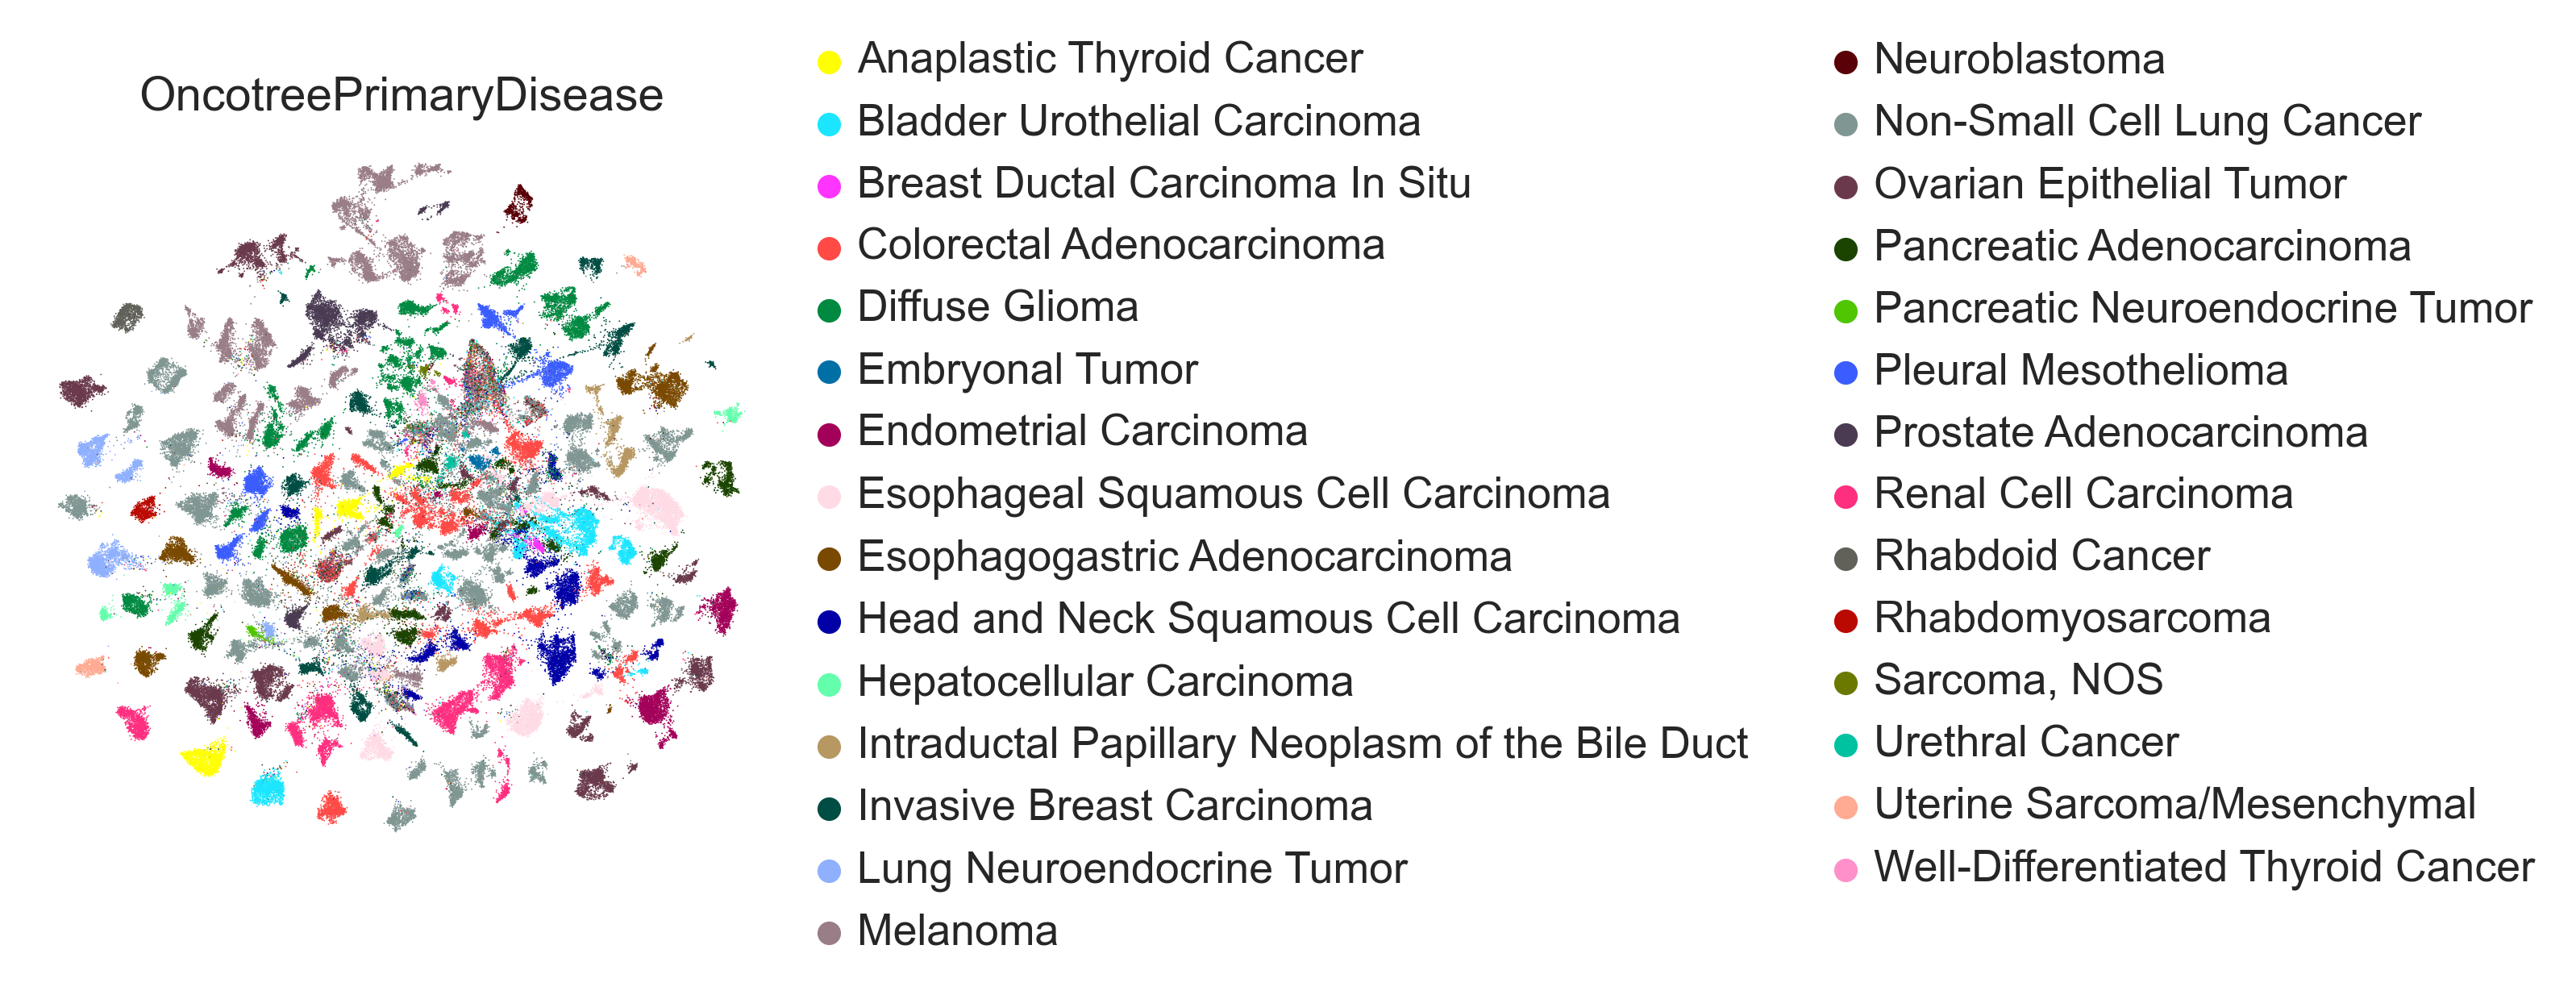 OncotreePrimaryDisease
Anaplastic Thyroid Cancer
Bladder Urothelial Carcinoma
Breast Ductal Carcinoma In Situ
Colorectal Adenocarcinoma
Diffuse Glioma
Embryonal Tumor
Endometrial Carcinoma
Esophageal Squamous Cell Carcinoma
Esophagogastric Adenocarcinoma
Head and Neck Squamous Cell Carcinoma
Hepatocellular Carcinoma
Intraductal Papillary Neoplasm of the Bile Duct
Invasive Breast Carcinoma
Lung Neuroendocrine Tumor
Melanoma
Neuroblastoma
Non-Small Cell Lung Cancer
Ovarian Epithelial Tumor
Pancreatic Adenocarcinoma
Pancreatic Neuroendocrine Tumor
Pleural Mesothelioma
Prostate Adenocarcinoma
Renal Cell Carcinoma
Rhabdoid Cancer
Rhabdomyosarcoma
Sarcoma, NOS
Urethral Cancer
Uterine Sarcoma/Mesenchymal
Well-Differentiated Thyroid Cancer